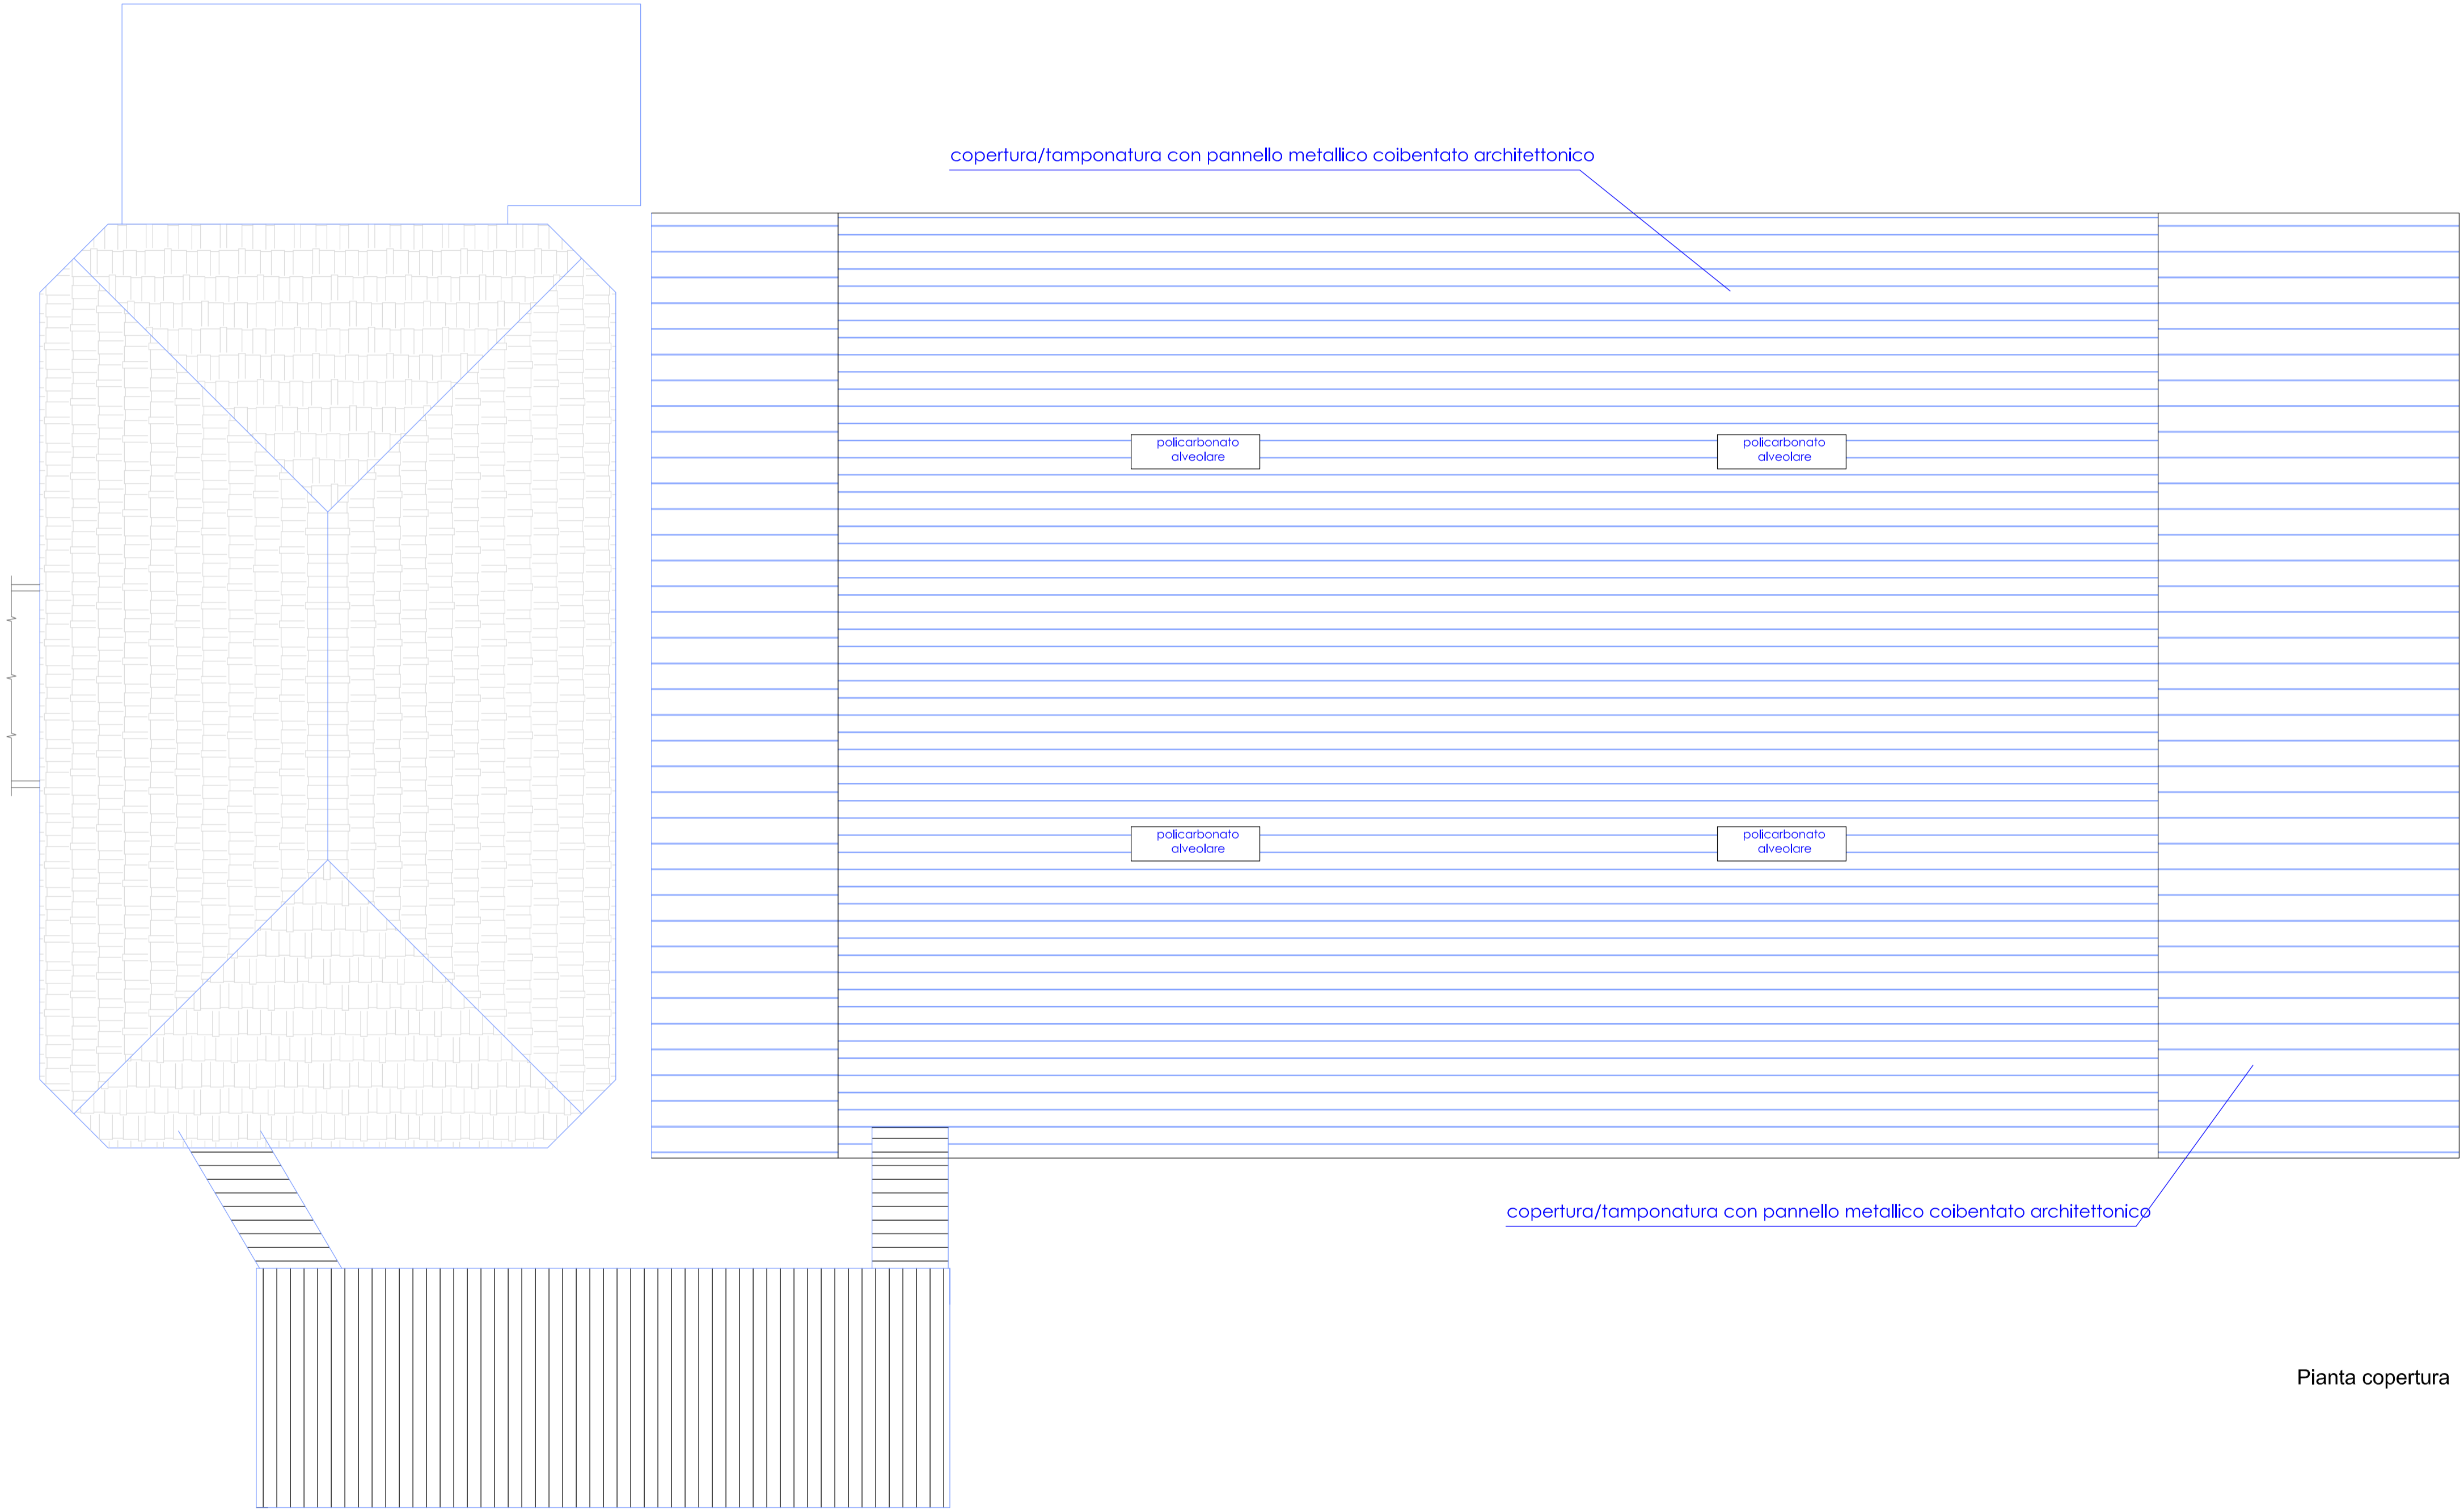 copertura/tamponatura con pannello metallico coibentato architettonico
policarbonato
alveolare
policarbonato
alveolare
policarbonato
alveolare
policarbonato
alveolare
copertura/tamponatura con pannello metallico coibentato architettonico
Pianta copertura